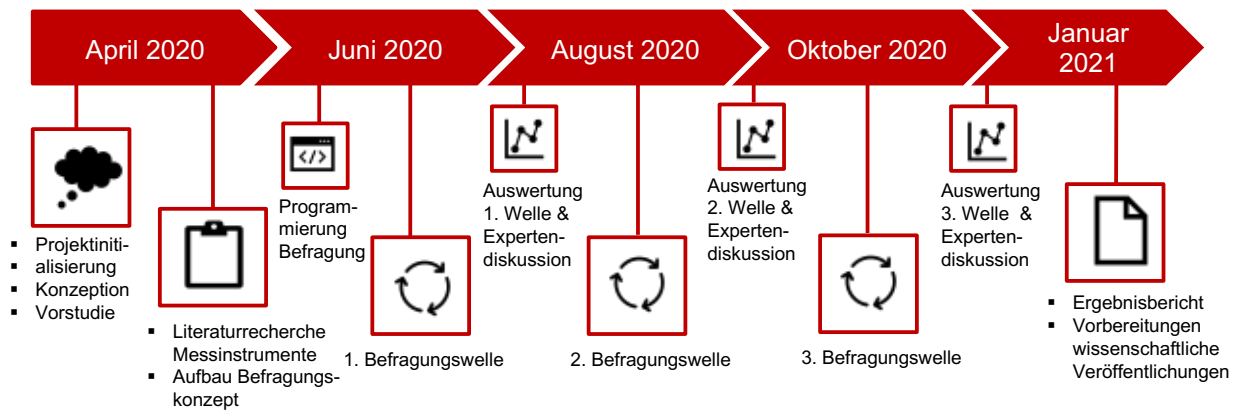 April 2020
Juni 2020
August 2020
Oktober 2020
Januar
2021
▪ Projektiniti-
▪ alisierung
▪ Konzeption
▪ Vorstudie
▪ Literaturrecherche
Messinstrumente
▪ Aufbau Befragungs-
konzept
</>
Program-
mierung
Befragung
1. Befragungswelle
Auswertung
1. Welle &
Experten-
diskussion
2. Befragungswelle
Auswertung
2. Welle &
Experten-
diskussion
3. Befragungswelle
Auswertung
3. Welle &
Experten-
diskussion
▪ Ergebnisbericht
▪ Vorbereitungen
wissenschaftliche
Veröffentlichungen